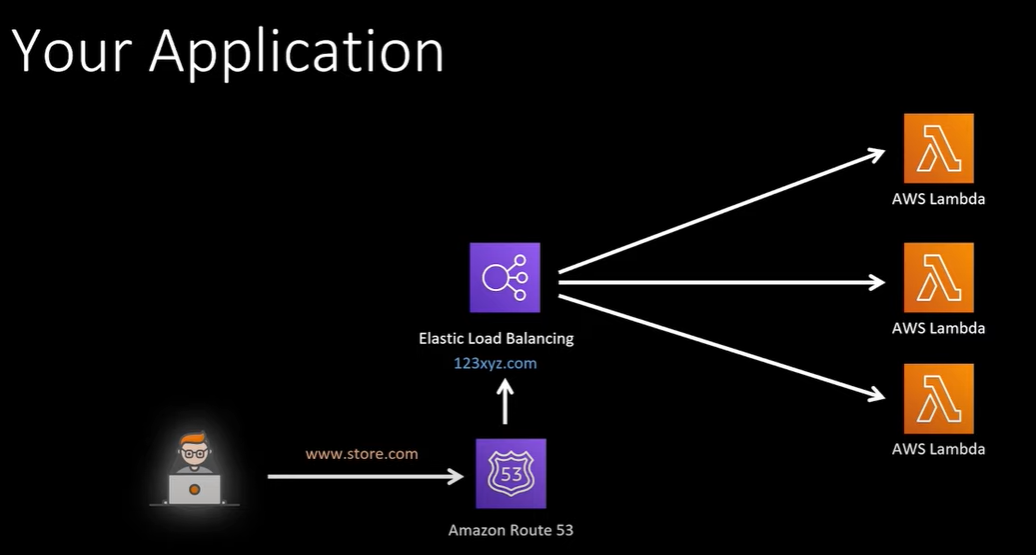 Your Application
AWS Lambda
AWS Lambda
Elastic Load Balancing
123xyz.com
AWS Lambda
www.store.com
53
Amazon Route 53